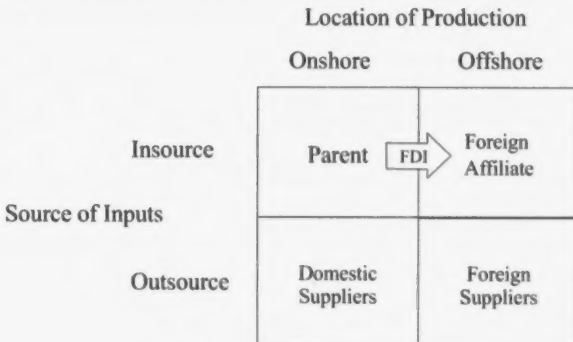 Location of Production
Onshore Offshore
Insource
Parent FDI Foreign
Affiliate
Source of Inputs
Outsource
Domestic
Suppliers
Foreign
Suppliers